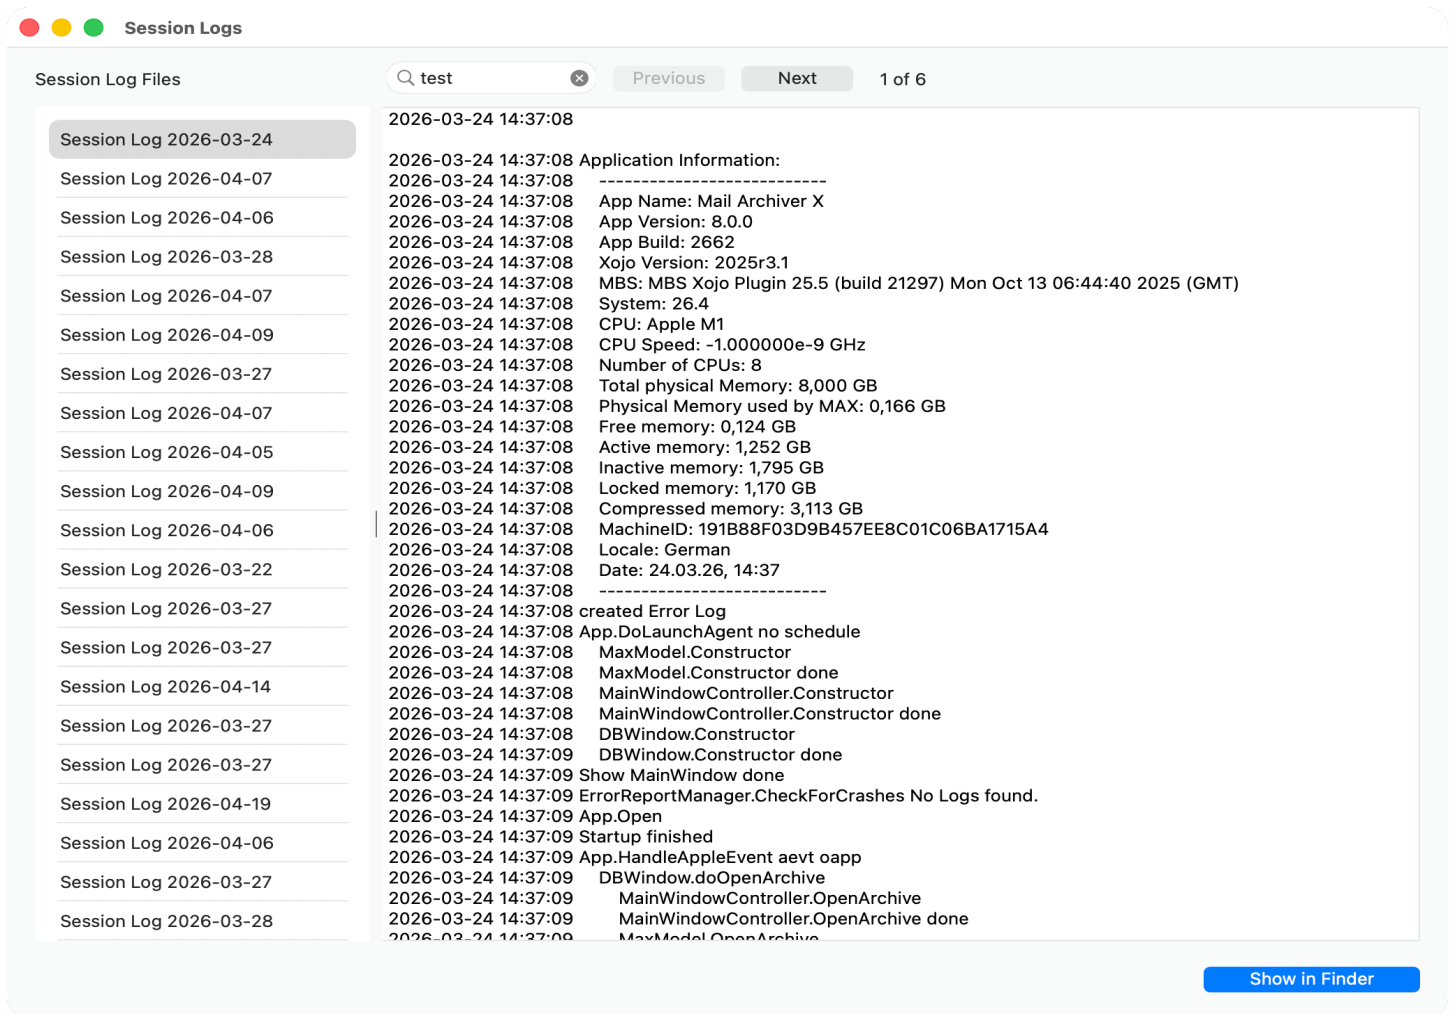 Session Logs
Session Log Files
test
Previous
Next
1 of 6
Session Log 2026-03-24
Session Log 2026-04-07
Session Log 2026-04-06
Session Log 2026-03-28
Session Log 2026-04-07
Session Log 2026-04-09
Session Log 2026-03-27
Session Log 2026-04-07
Session Log 2026-04-05
Session Log 2026-04-09
Session Log 2026-04-06
Session Log 2026-03-22
Session Log 2026-03-27
Session Log 2026-03-27
Session Log 2026-04-14
Session Log 2026-03-27
Session Log 2026-03-27
Session Log 2026-04-19
Session Log 2026-04-06
Session Log 2026-03-27
Session Log 2026-03-28
2026-03-24 14:37:08
2026-03-24 14:37:08 Application Information:
2026-03-24 14:37:08 ---------------------------
2026-03-24 14:37:08 App Name: Mail Archiver X
2026-03-24 14:37:08 App Version: 8.0.0
2026-03-24 14:37:08 App Build: 2662
2026-03-24 14:37:08 Xojo Version: 2025r3.1
2026-03-24 14:37:08 MBS: MBS Xojo Plugin 25.5 (build 21297) Mon Oct 13 06:44:40 2025 (GMT)
2026-03-24 14:37:08 System: 26.4
2026-03-24 14:37:08 CPU: Apple M1
2026-03-24 14:37:08 CPU Speed: -1.000000e-9 GHz
2026-03-24 14:37:08 Number of CPUs: 8
2026-03-24 14:37:08 Total physical Memory: 8,000 GB
2026-03-24 14:37:08 Physical Memory used by MAX: 0,166 GB
2026-03-24 14:37:08 Free memory: 0,124 GB
2026-03-24 14:37:08 Active memory: 1,252 GB
2026-03-24 14:37:08 Inactive memory: 1,795 GB
2026-03-24 14:37:08 Locked memory: 1,170 GB
2026-03-24 14:37:08 Compressed memory: 3,113 GB
2026-03-24 14:37:08 MachineID: 191B88F03D9B457EE8C01C06BA1715A4
2026-03-24 14:37:08 Locale: German
2026-03-24 14:37:08 Date: 24.03.26, 14:37
2026-03-24 14:37:08 ---------------------------
2026-03-24 14:37:08 created Error Log
2026-03-24 14:37:08 App.DoLaunchAgent no schedule
2026-03-24 14:37:08 MaxModel.Constructor
2026-03-24 14:37:08 MaxModel.Constructor done
2026-03-24 14:37:08 MainWindowController.Constructor
2026-03-24 14:37:08 MainWindowController.Constructor done
2026-03-24 14:37:08 DBWindow.Constructor
2026-03-24 14:37:09 DBWindow.Constructor done
2026-03-24 14:37:09 Show MainWindow done
2026-03-24 14:37:09 ErrorReportManager.CheckForCrashes No Logs found.
2026-03-24 14:37:09 App.Open
2026-03-24 14:37:09 Startup finished
2026-03-24 14:37:09 App.HandleAppleEvent aevt oapp
2026-03-24 14:37:09 DBWindow.doOpenArchive
2026-03-24 14:37:09 MainWindowController.OpenArchive
2026-03-24 14:37:09 MainWindowController.OpenArchive done
2026-03-24 14:37:09 MaxModel.OpenArchive
Show in Finder